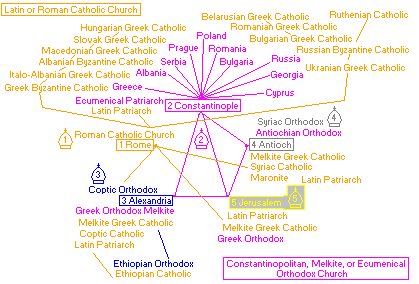 Latin or Roman Catholic Church
Belarusian Greek Catholic
Ruthenian Catholic
Hungarian Greek Catholic
Romanian Greek Catholic
Slovak Greek Catholic
Poland
Bulgarian Greek Catholic
Macedonian Greek Catholic
Prague
Romania
Russian Byzantine Catholic
Albanian Byzantine Catholic
Serbia
Bulgaria
Russia
Ukranian Greek Catholic
Italo-Albanian Greek Catholic
Albania
Georgia
Greek Byzantine Catholic
Greece
Cyprus
Ecumenical Patriarch
2 Constantinople
Latin Patriarch
4
Syriac Orthodox
Roman Catholic Church
Antiochian Orthodox
1
1 Rome
2
4 Antioch
Melkite Greek Catholic
Syriac Catholic
3
Maronite
Latin Patriarch
Coptic Orthodox
3 Alexandria
5 Jerusalem
5
Greek Orthodox Melkite
Latin Patriarch
Melkite Greek Catholic
Melkite Greek Catholic
Coptic Catholic
Greek Orthodox
Latin Patriarch
Ethiopian Orthodox
Ethiopian Catholic
Constantinopolitan, Melkite, or Ecumenical
Orthodox Church